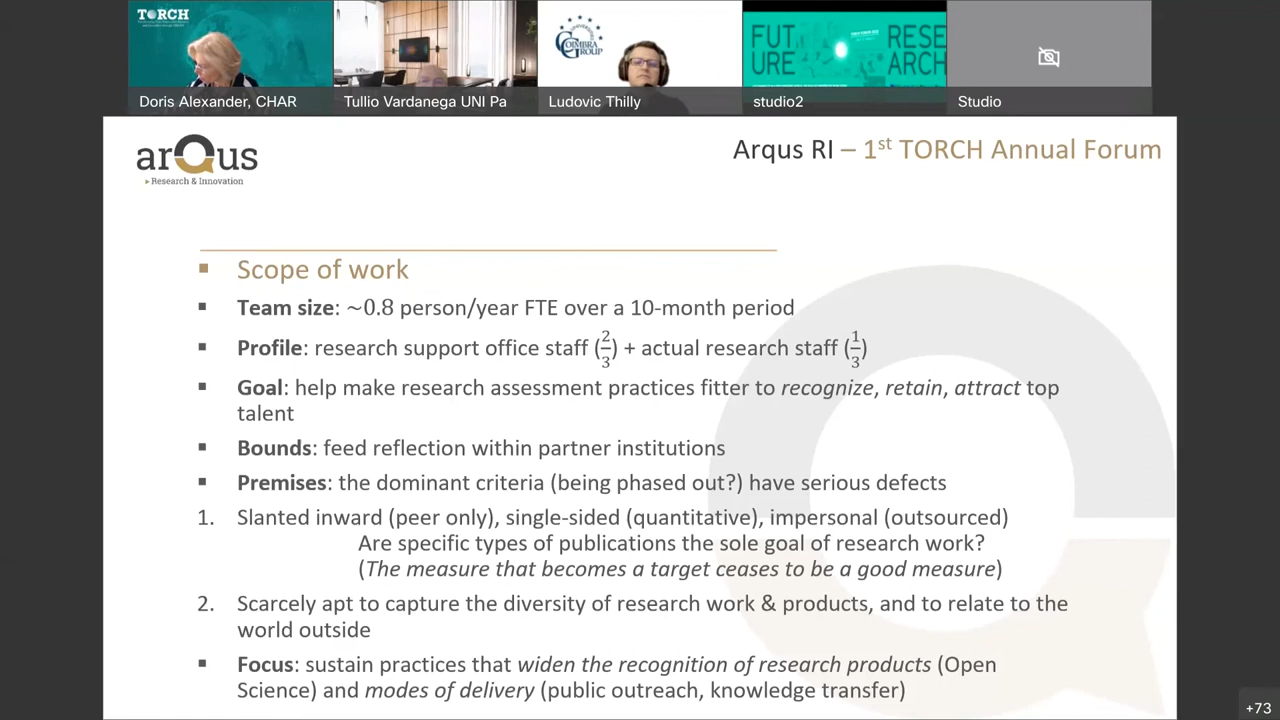 TORCH
Doris Alexander, CHAR
Tullio Vardanega UNI Pa
COIMBRA
GROUP
Ludovic Thilly
FUT
URE
RESE
ARCH
studio2
Studio
arQus
▸ Research & Innovation
Arqus RI – 1st TORCH Annual Forum
▪ Scope of work
▪ Team size: ~0.8 person/year FTE over a 10-month period
▪ Profile: research support office staff (2/3) + actual research staff (1/3)
▪ Goal: help make research assessment practices fitter to recognize, retain, attract top
talent
▪ Bounds: feed reflection within partner institutions
▪ Premises: the dominant criteria (being phased out?) have serious defects
1. Slanted inward (peer only), single-sided (quantitative), impersonal (outsourced)
Are specific types of publications the sole goal of research work?
(The measure that becomes a target ceases to be a good measure)
2. Scarcely apt to capture the diversity of research work & products, and to relate to the
world outside
▪ Focus: sustain practices that widen the recognition of research products (Open
Science) and modes of delivery (public outreach, knowledge transfer)
+73